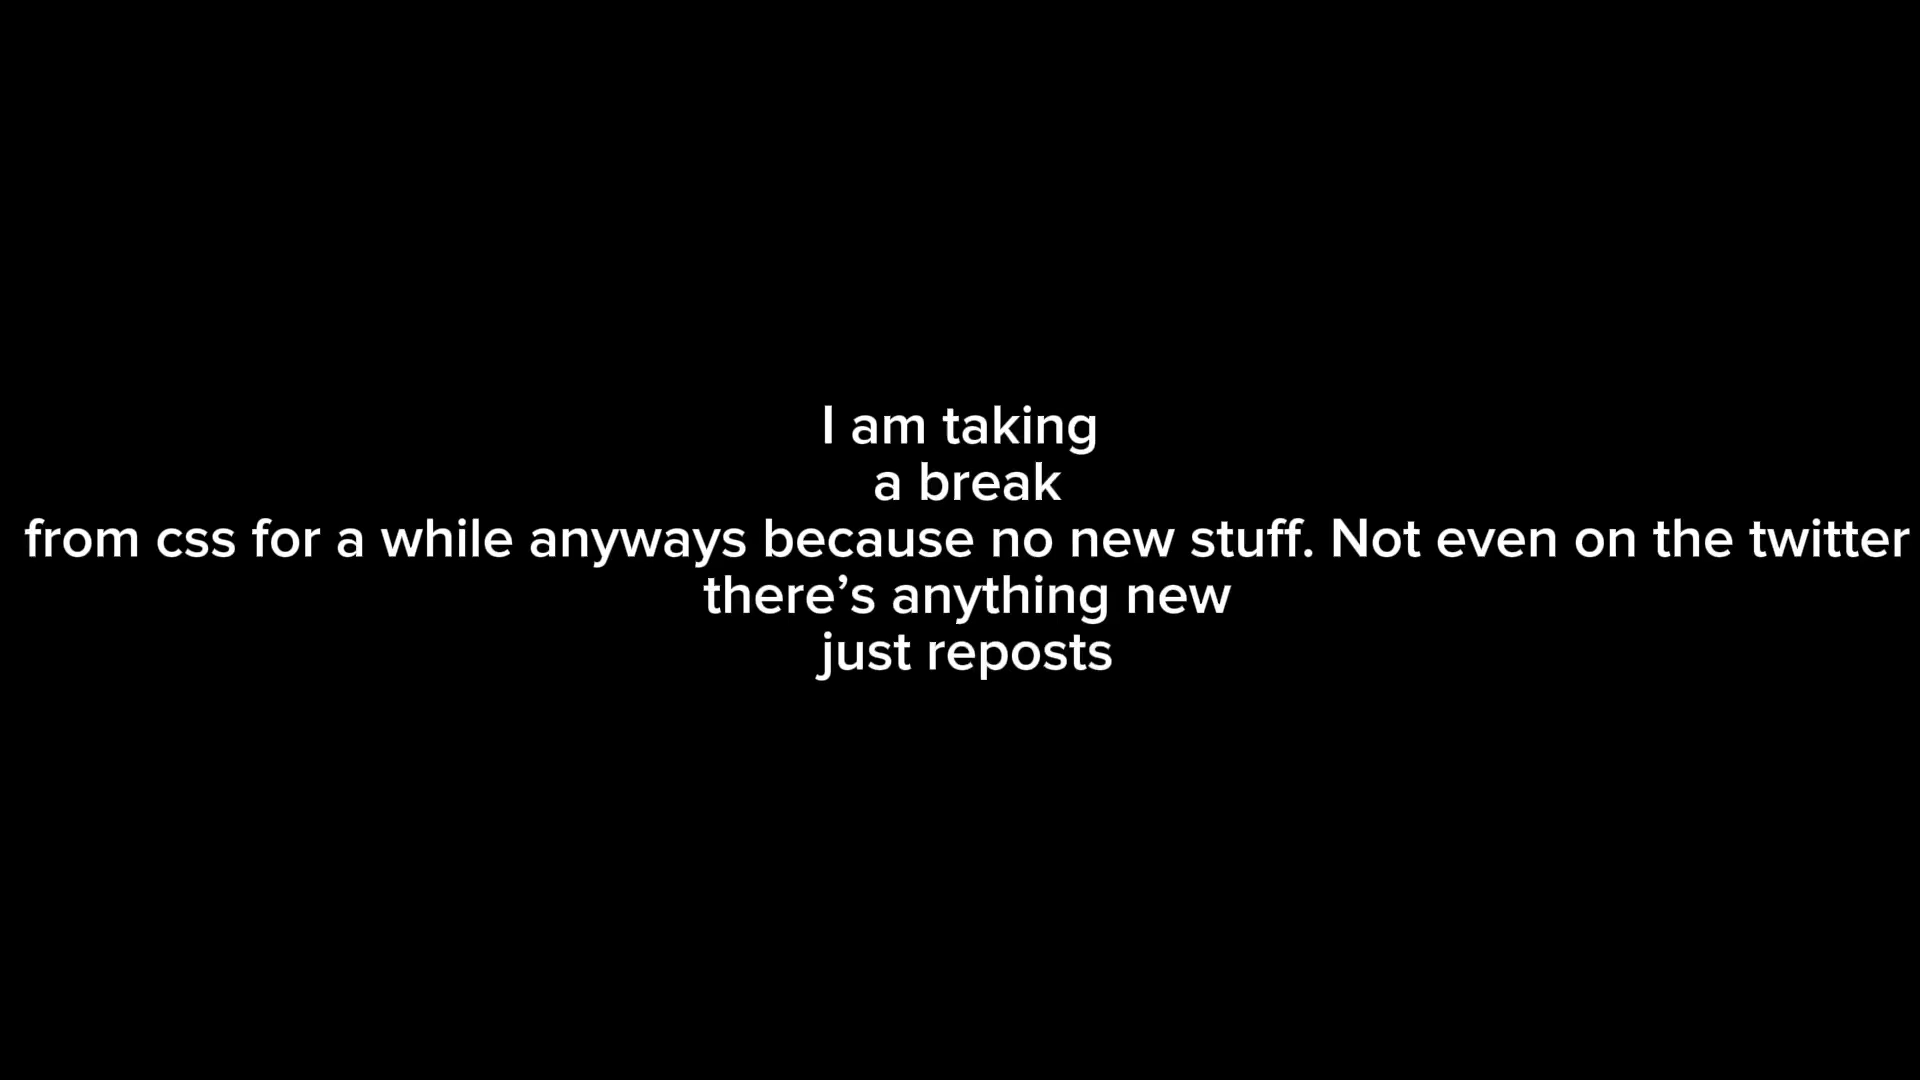 I am taking
a break
from css for a while anyways because no new stuff. Not even on the twitter
there’s anything new
just reposts